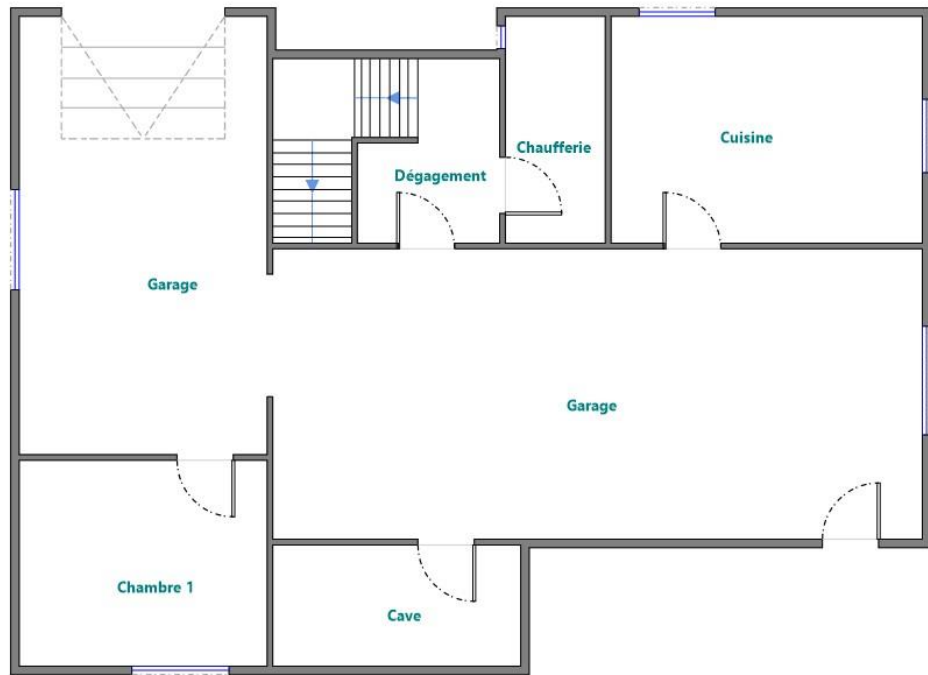 Cuisine
Chaufferie
Dégagement
Garage
Garage
Chambre 1
Cave